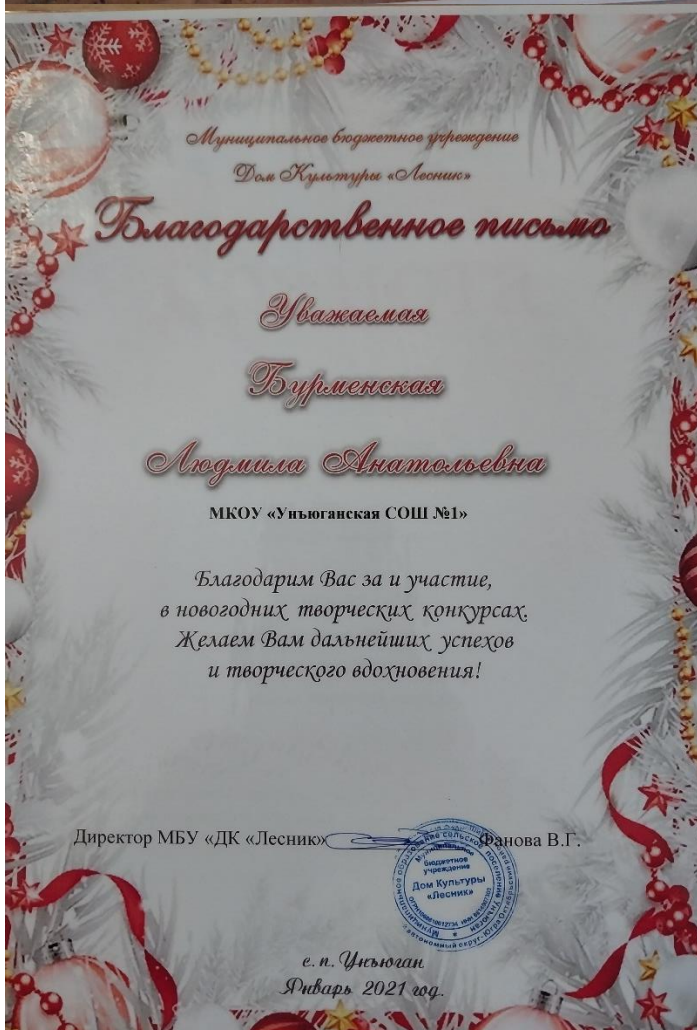 Муниципальное бюджетное учреждение
Дом Культуры «Лесник»
Благодарственное письмо
Уважаемая
Бурменская
Людмила Анатольевна
МКОУ «Унъюганская СОШ №1»
Благодарим Вас за и участие,
в новогодних творческих конкурсах.
Желаем Вам дальнейших успехов
и творческого вдохновения!
Директор МБУ «ДК «Лесник» Фанова В.Г.
Муниципальное
бюджетное
учреждение
Дом Культуры
«Лесник»
с.п. Унъюган
Январь 2021 год.